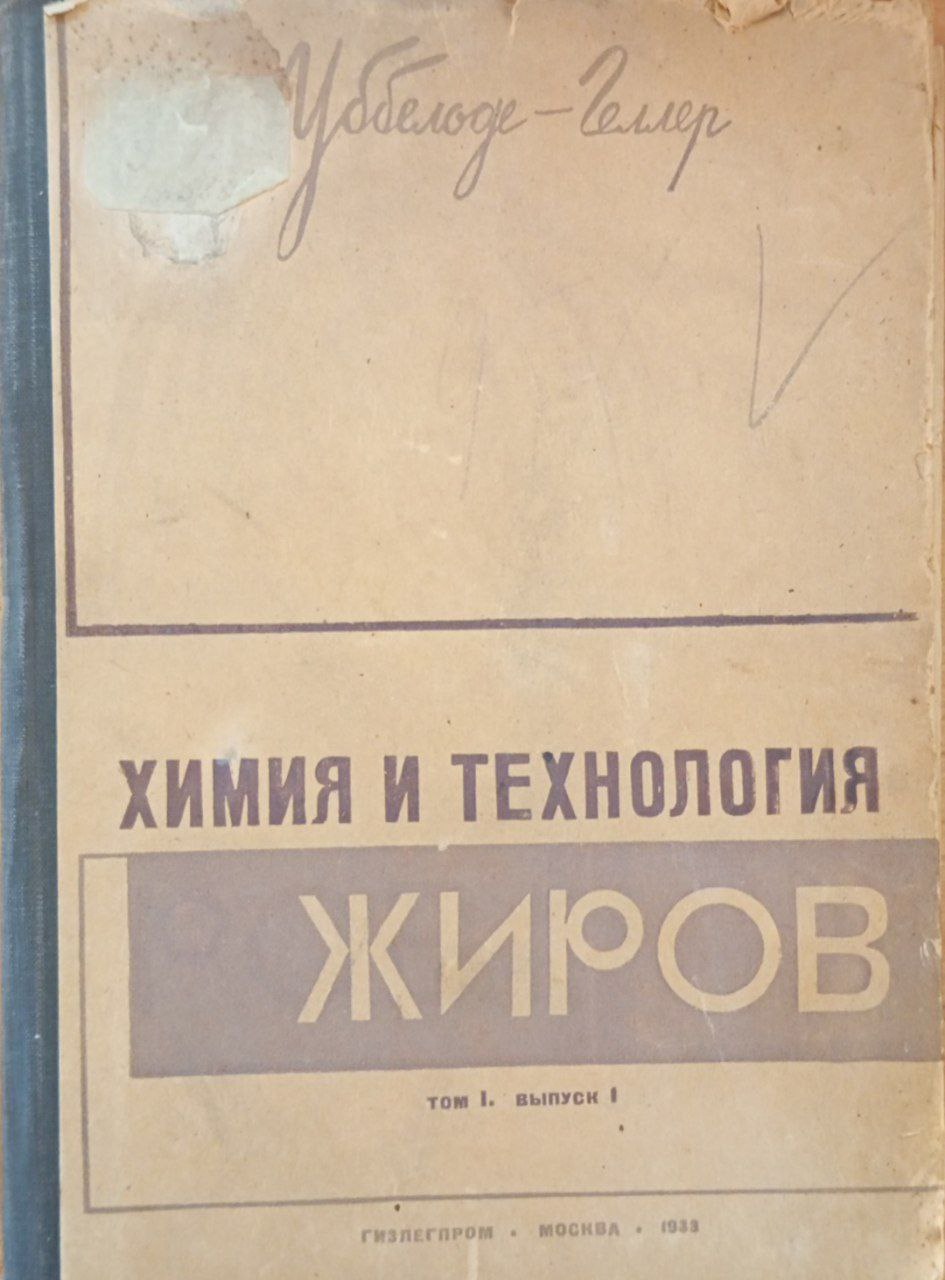 Уббелоде-Геллер
ХИМИЯ И ТЕХНОЛОГИЯ
ЖИРОВ
ТОМ I. ВЫПУСК I
ГИЗЛЕГПРОМ • МОСКВА • 1933